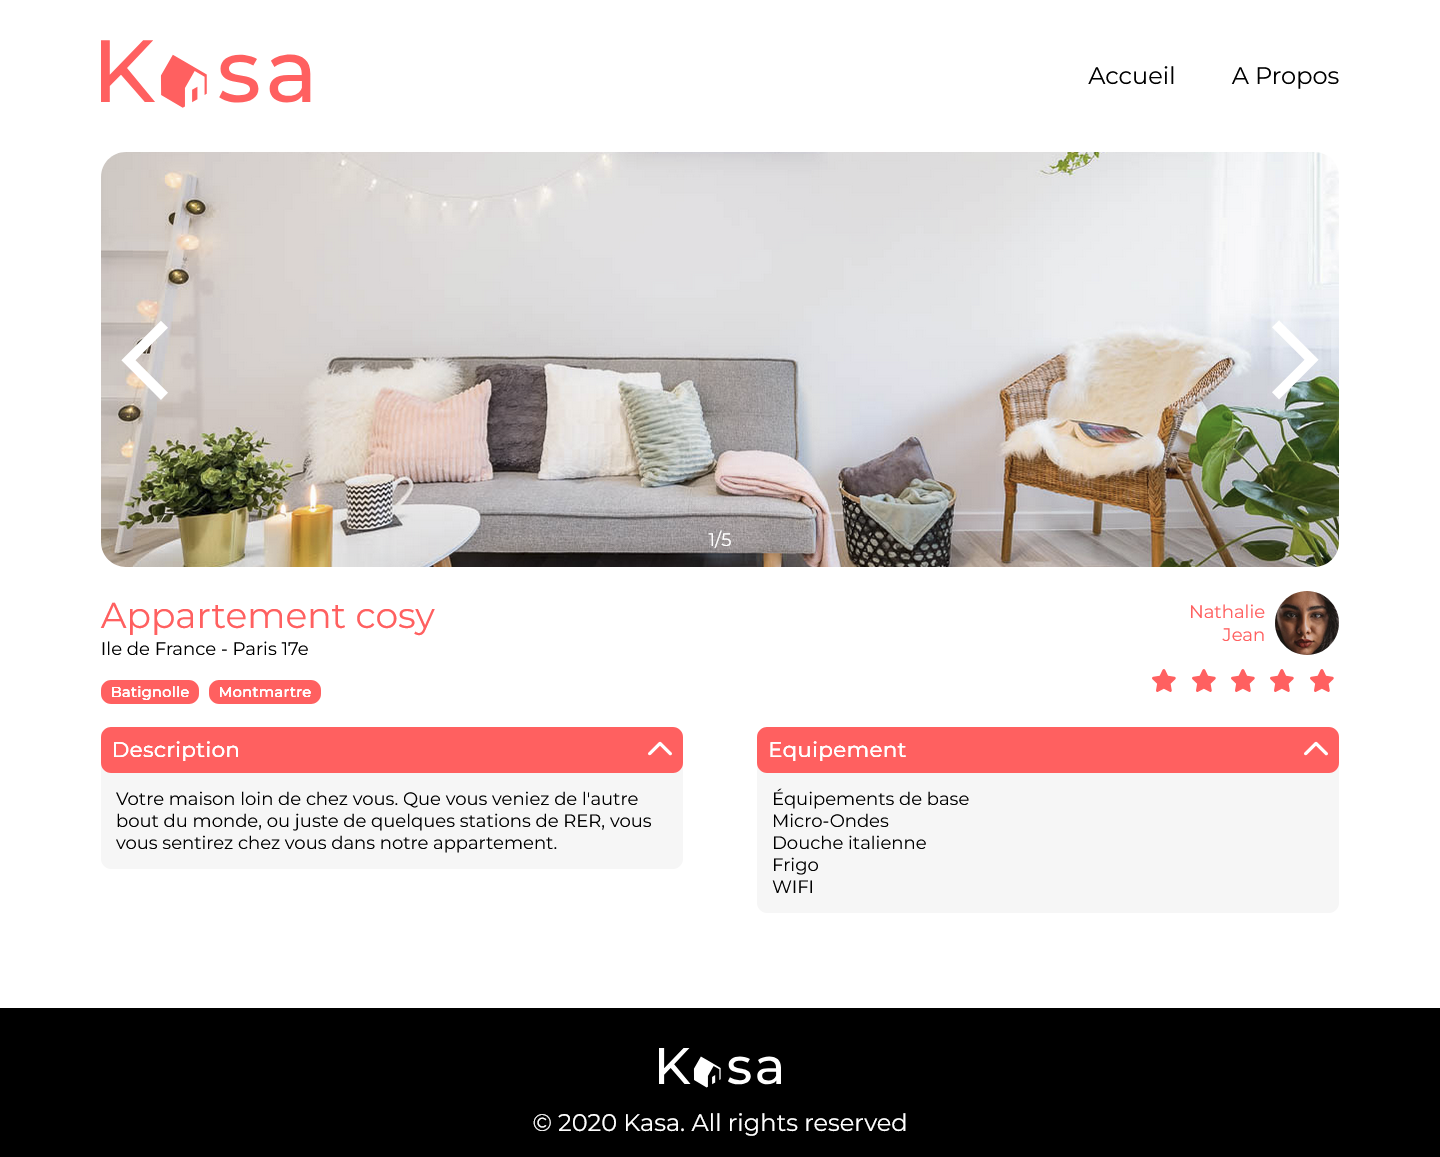 Kasa
Accueil
A Propos
1/5
Appartement cosy
Ile de France - Paris 17e
Batignolle
Montmartre
Nathalie
Jean
Description
Votre maison loin de chez vous. Que vous veniez de l'autre
bout du monde, ou juste de quelques stations de RER, vous
vous sentirez chez vous dans notre appartement.
Equipement
Équipements de base
Micro-Ondes
Douche italienne
Frigo
WIFI
Kasa
© 2020 Kasa. All rights reserved